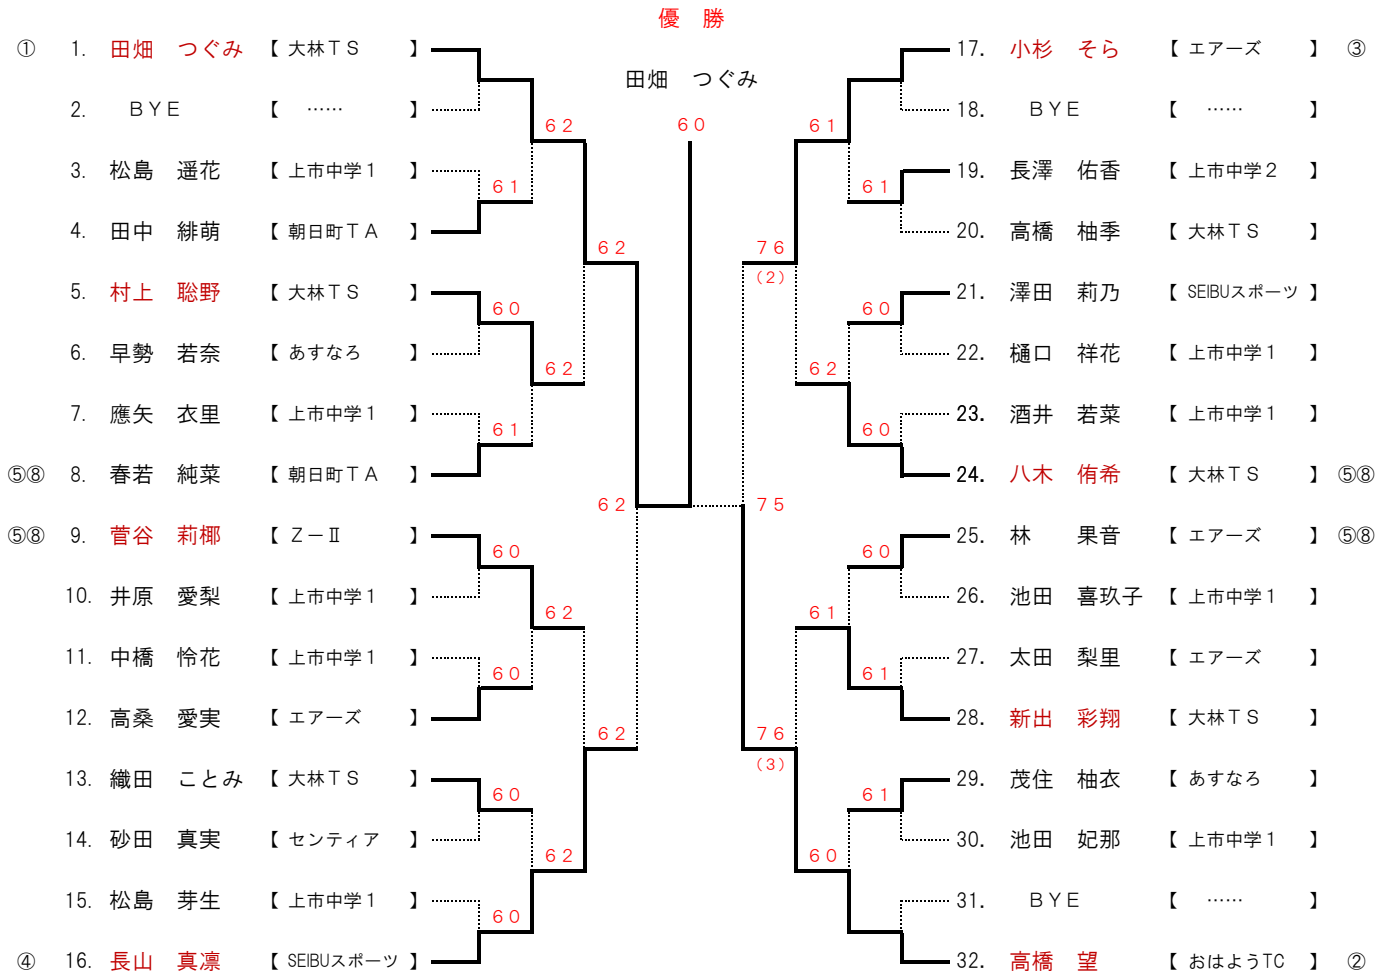 優 勝
田畑 つぐみ
６０
① 1. 田畑 つぐみ 【 大林ＴＳ 】
2. ＢＹＥ 【 …… 】
６２
3. 松島 遥花 【 上市中学１ 】
６１
4. 田中 緋萌 【 朝日町ＴＡ 】
６２
5. 村上 聡野 【 大林ＴＳ 】
６０
6. 早勢 若奈 【 あすなろ 】
６２
7. 應矢 衣里 【 上市中学１ 】
６１
⑤⑧ 8. 春若 純菜 【 朝日町ＴＡ 】
６２
⑤⑧ 9. 菅谷 莉椰 【 Ｚ－Ⅱ 】
６０
10. 井原 愛梨 【 上市中学１ 】
６２
11. 中橋 怜花 【 上市中学１ 】
６０
12. 高桑 愛実 【 エアーズ 】
６２
13. 織田 ことみ 【 大林ＴＳ 】
６０
14. 砂田 真実 【 センティア 】
６２
15. 松島 芽生 【 上市中学１ 】
６０
④ 16. 長山 真凛 【 SEIBUスポーツ 】
17. 小杉 そら 【 エアーズ 】 ③
18. ＢＹＥ 【 …… 】
６１
19. 長澤 佑香 【 上市中学２ 】
６１
20. 高橋 柚季 【 大林ＴＳ 】
７６
(２)
21. 澤田 莉乃 【 SEIBUスポーツ 】
６０
22. 樋口 祥花 【 上市中学１ 】
６２
23. 酒井 若菜 【 上市中学１ 】
６０
24. 八木 侑希 【 大林ＴＳ 】 ⑤⑧
７５
25. 林 果音 【 エアーズ 】 ⑤⑧
６０
26. 池田 喜玖子 【 上市中学１ 】
６１
27. 太田 梨里 【 エアーズ 】
６１
28. 新出 彩翔 【 大林ＴＳ 】
７６
(３)
29. 茂住 柚衣 【 あすなろ 】
６１
30. 池田 妃那 【 上市中学１ 】
６０
31. ＢＹＥ 【 …… 】
32. 高橋 望 【 おはようTC 】 ②